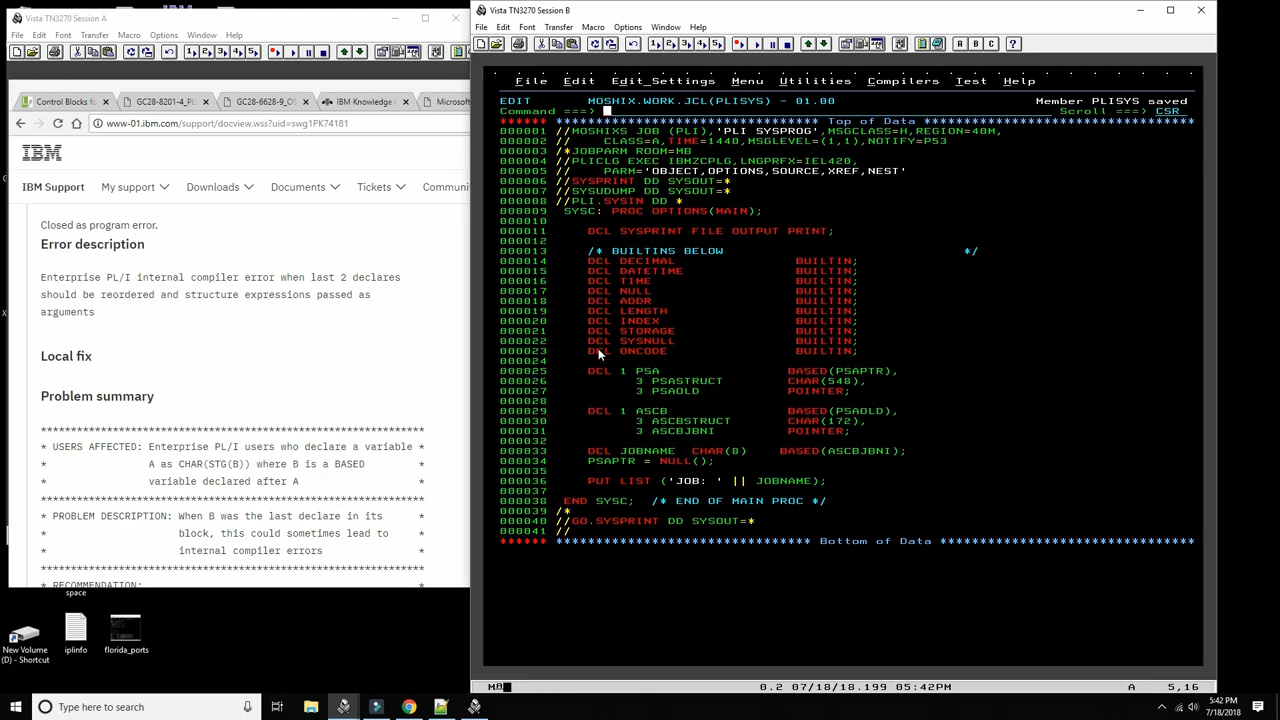 Vista TN3270 Session A
File Edit Font Transfer Macro Options Window Help
Control Blocks for
GC28-8201-4_PL
GC28-6628-9_OS
IBM Knowledge
Microsoft
www-01.ibm.com/support/docview.wss?uid=swg1PK74181
IBM
IBM Support My support Downloads Documents Tickets Communi
Closed as program error.
Error description
Enterprise PL/I internal compiler error when last 2 declares
should be reordered and structure expressions passed as
arguments
Local fix
Problem summary
****************************************************************
* USERS AFFECTED: Enterprise PL/I users who declare a variable *
* A as CHAR(STG(B)) where B is a BASED
* variable declared after A
****************************************************************
* PROBLEM DESCRIPTION: When B was the last declare in its
* block, this could sometimes lead to
* internal compiler errors
****************************************************************
* RECOMMENDATION:
space
New Volume
(D) - Shortcut
iplinfo
florida_ports
Vista TN3270 Session B
File Edit Font Transfer Macro Options Window Help
File Edit Edit_Settings Menu Utilities Compilers Test Help
EDIT MOSHIX.WORK.JCL(PLISYS) - 01.00 Member PLISYS saved
Command ===> Scroll ===> CSR
****** ********************************* Top of Data **********************************
000001 //MOSHIXS JOB (PLI),'PLI SYSPROG',MSGCLASS=H,REGION=40M,
000002 // CLASS=A,TIME=1440,MSGLEVEL=(1,1),NOTIFY=P53
000003 /*JOBPARM ROOM=MB
000004 //PLICLG EXEC IBMZCPLG,LNGPRFX=IEL420,
000005 // PARM='OBJECT,OPTIONS,SOURCE,XREF,NEST'
000006 //SYSPRINT DD SYSOUT=*
000007 //SYSUDUMP DD SYSOUT=*
000008 //PLI.SYSIN DD *
000009 SYSC: PROC OPTIONS(MAIN);
000010
000011 DCL SYSPRINT FILE OUTPUT PRINT;
000012
000013 /* BUILTINS BELOW */
000014 DCL DECIMAL BUILTIN;
000015 DCL DATETIME BUILTIN;
000016 DCL TIME BUILTIN;
000017 DCL NULL BUILTIN;
000018 DCL ADDR BUILTIN;
000019 DCL LENGTH BUILTIN;
000020 DCL INDEX BUILTIN;
000021 DCL STORAGE BUILTIN;
000022 DCL SYSNULL BUILTIN;
000023 DCL ONCODE BUILTIN;
000024
000025 DCL 1 PSA BASED(PSAPTR),
000026 3 PSASTRUCT CHAR(548),
000027 3 PSAOLD POINTER;
000028
000029 DCL 1 ASCB BASED(PSAOLD),
000030 3 ASCBSTRUCT CHAR(172),
000031 3 ASCBJBNI POINTER;
000032
000033 DCL JOBNAME CHAR(8) BASED(ASCBJBNI);
000034 PSAPTR = NULL();
000035
000036 PUT LIST ('JOB: ' || JOBNAME);
000037
000038 END SYSC; /* END OF MAIN PROC */
000039 /*
000040 //GO.SYSPRINT DD SYSOUT=*
000041 //
****** ******************************** Bottom of Data ********************************
0.2 07/18/18.199 05:42PM A ,16
Type here to search
5:42 PM
7/18/2018